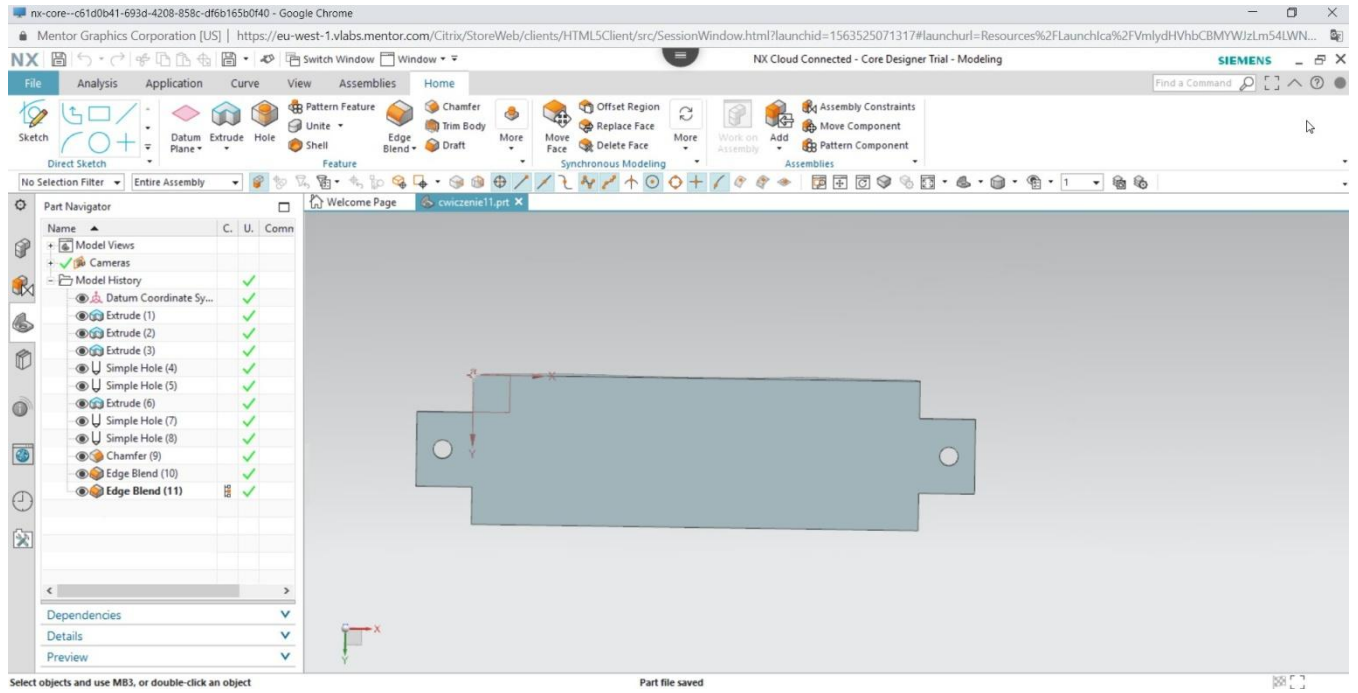 nx-core--c61d0b41-693d-4208-858c-df6b165b0f40 - Google Chrome
Mentor Graphics Corporation [US] | https://eu-west-1.vlabs.mentor.com/Citrix/StoreWeb/clients/HTML5Client/src/SessionWindow.html?launchid=1563525071317#launchurl=Resources%2FLaunchIca%2FVmlydHVhbCBMYWJzLm54LWN...
NX Switch Window Window NX Cloud Connected - Core Designer Trial - Modeling SIEMENS
File Analysis Application Curve View Assemblies Home Find a Command
Sketch
Direct Sketch
Datum Plane
Extrude
Hole
Pattern Feature
Unite
Shell
Edge Blend
Chamfer
Trim Body
Draft
More
Feature
Move Face
Offset Region
Replace Face
Delete Face
More
Synchronous Modeling
Work on Assembly
Add
Assembly Constraints
Move Component
Pattern Component
Assemblies
No Selection Filter Entire Assembly 1
Part Navigator
Welcome Page cwiczenie11.prt
Name C. U. Comn
Model Views
Cameras
Model History
Datum Coordinate Sy...
Extrude (1)
Extrude (2)
Extrude (3)
Simple Hole (4)
Simple Hole (5)
Extrude (6)
Simple Hole (7)
Simple Hole (8)
Chamfer (9)
Edge Blend (10)
Edge Blend (11)
X
Y
Dependencies
Details
Preview
X
Y
Select objects and use MB3, or double-click an object Part file saved